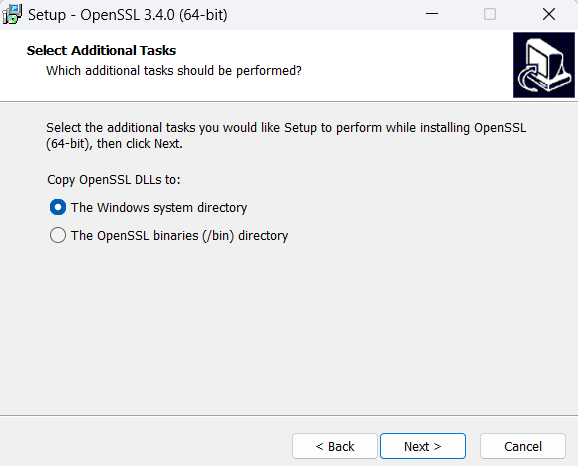 Setup - OpenSSL 3.4.0 (64-bit)
Select Additional Tasks
Which additional tasks should be performed?
Select the additional tasks you would like Setup to perform while installing OpenSSL
(64-bit), then click Next.
Copy OpenSSL DLLs to:
The Windows system directory
The OpenSSL binaries (/bin) directory
< Back
Next >
Cancel